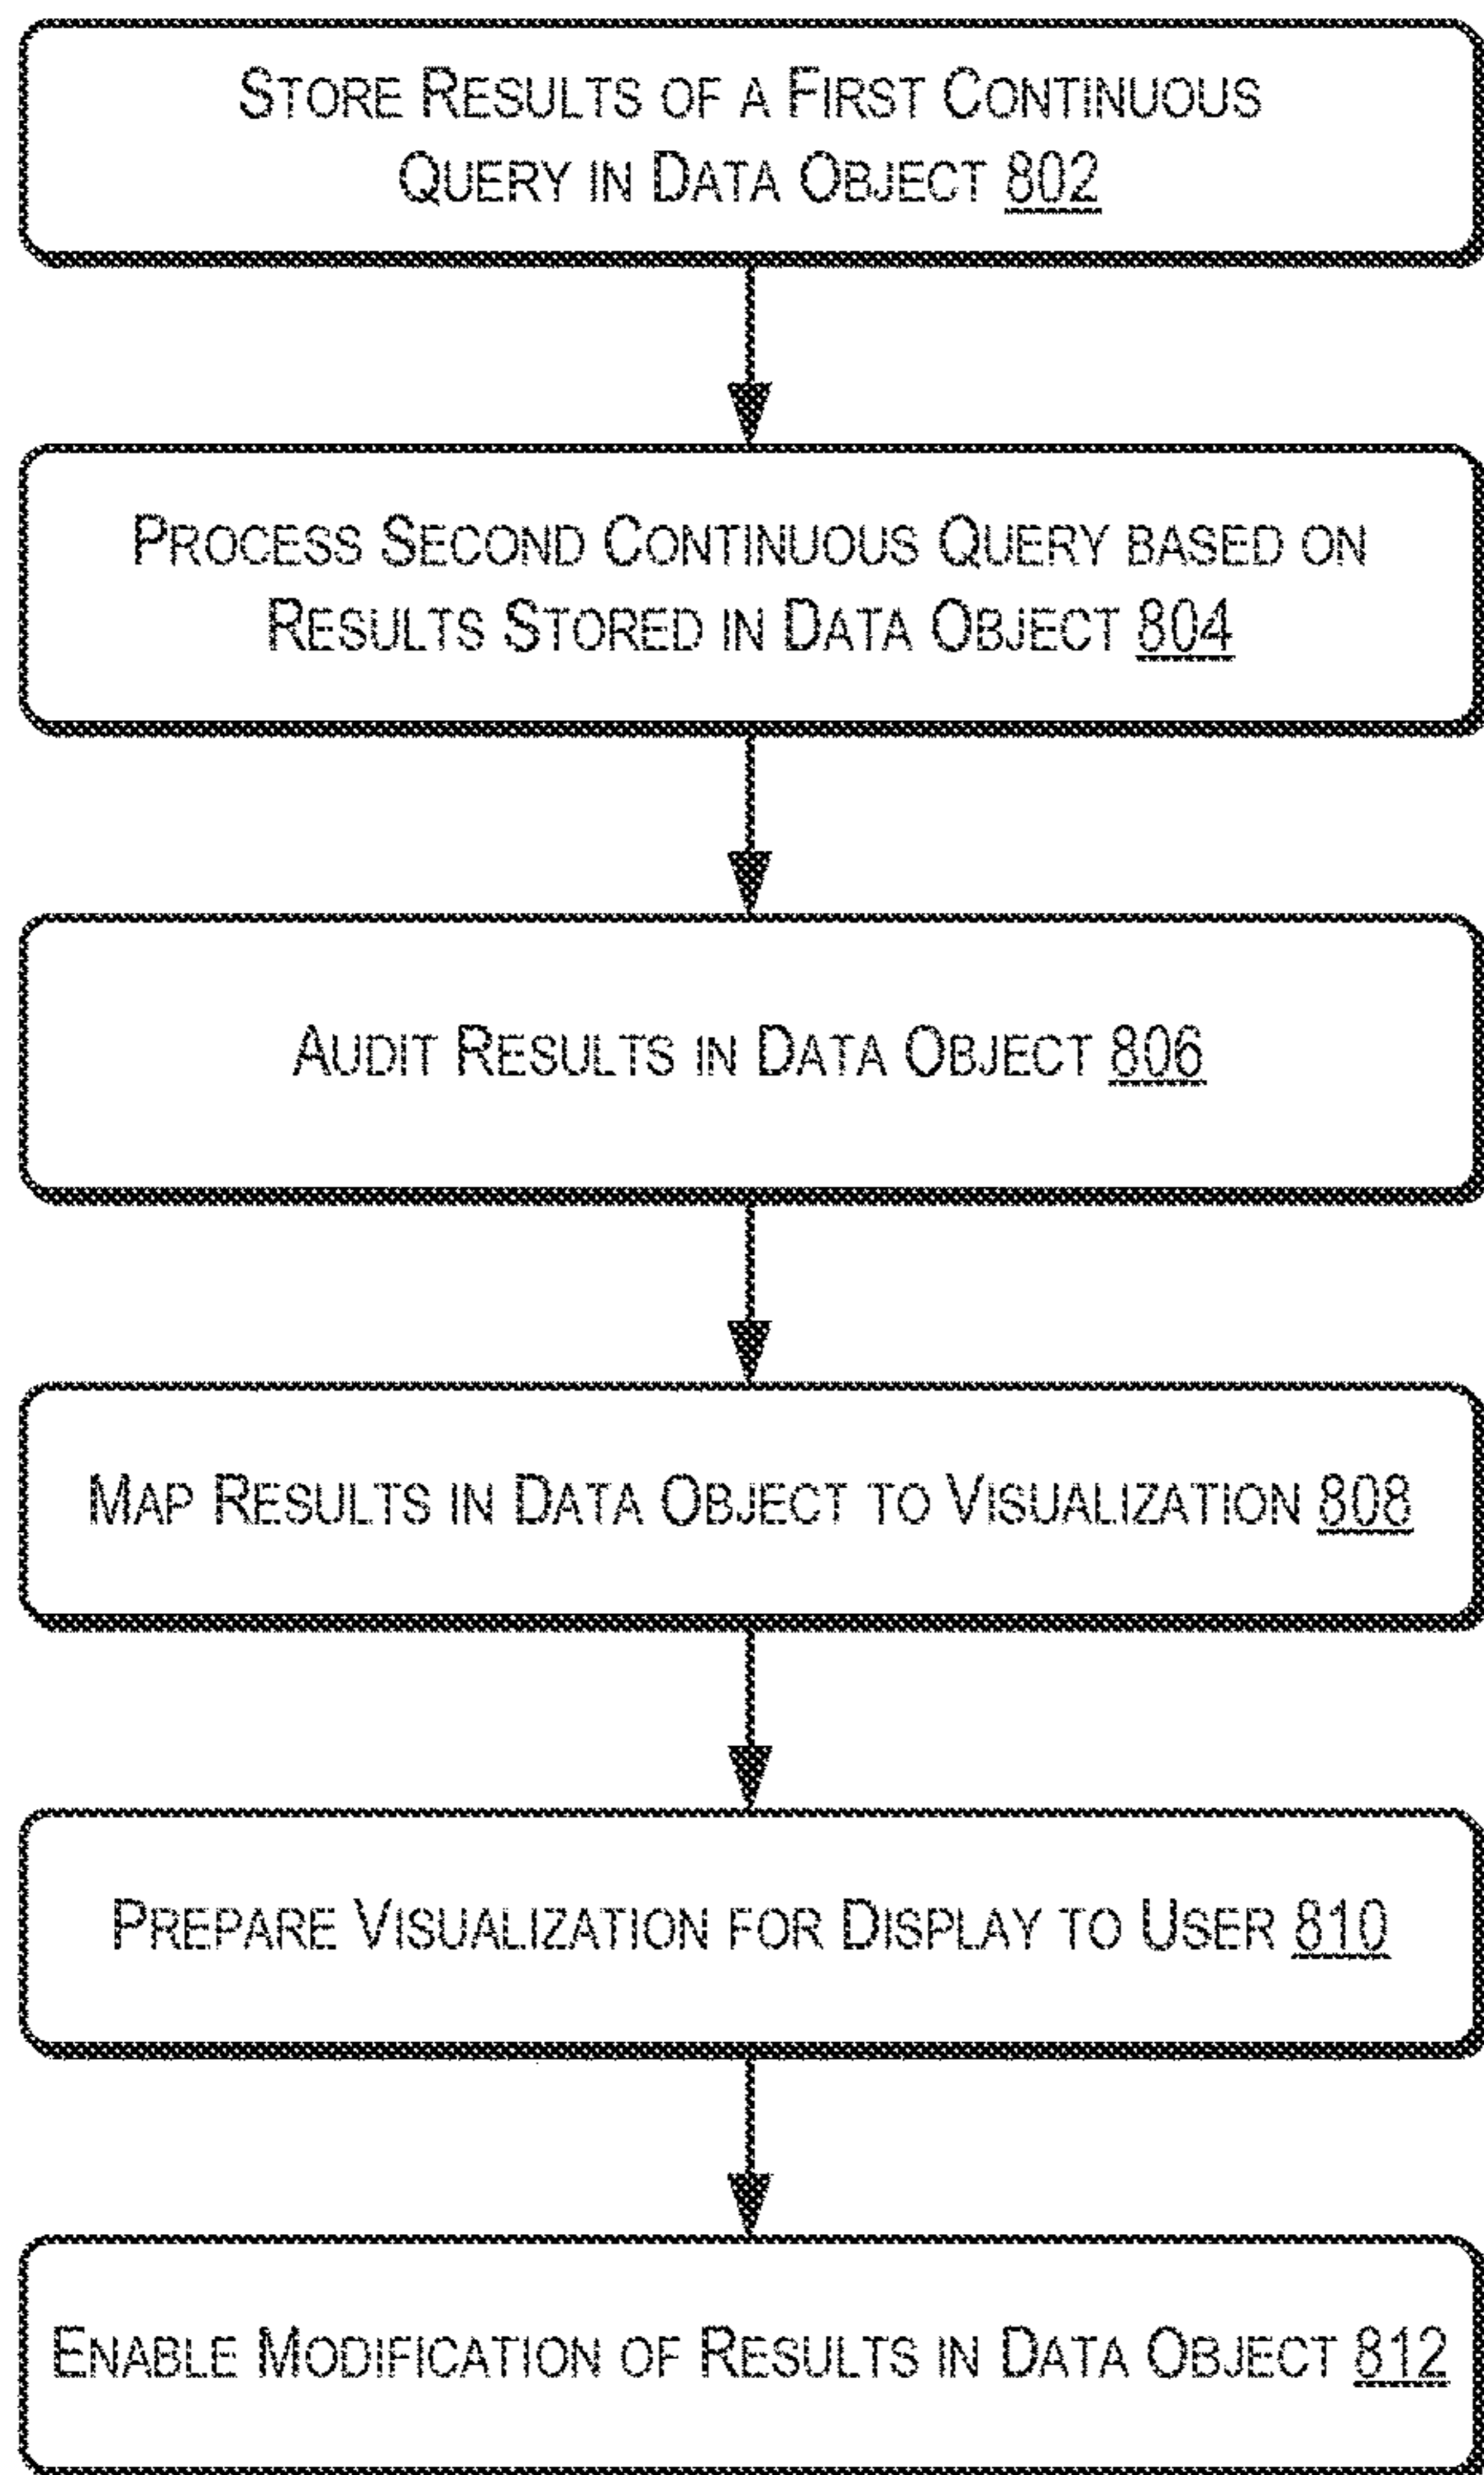 STORE RESULTS OF A FIRST CONTINUOUS
QUERY IN DATA OBJECT 802
PROCESS SECOND CONTINUOUS QUERY BASED ON
RESULTS STORED IN DATA OBJECT 804
AUDIT RESULTS IN DATA OBJECT 806
MAP RESULTS IN DATA OBJECT TO VISUALIZATION 808
PREPARE VISUALIZATION FOR DISPLAY TO USER 810
ENABLE MODIFICATION OF RESULTS IN DATA OBJECT 812